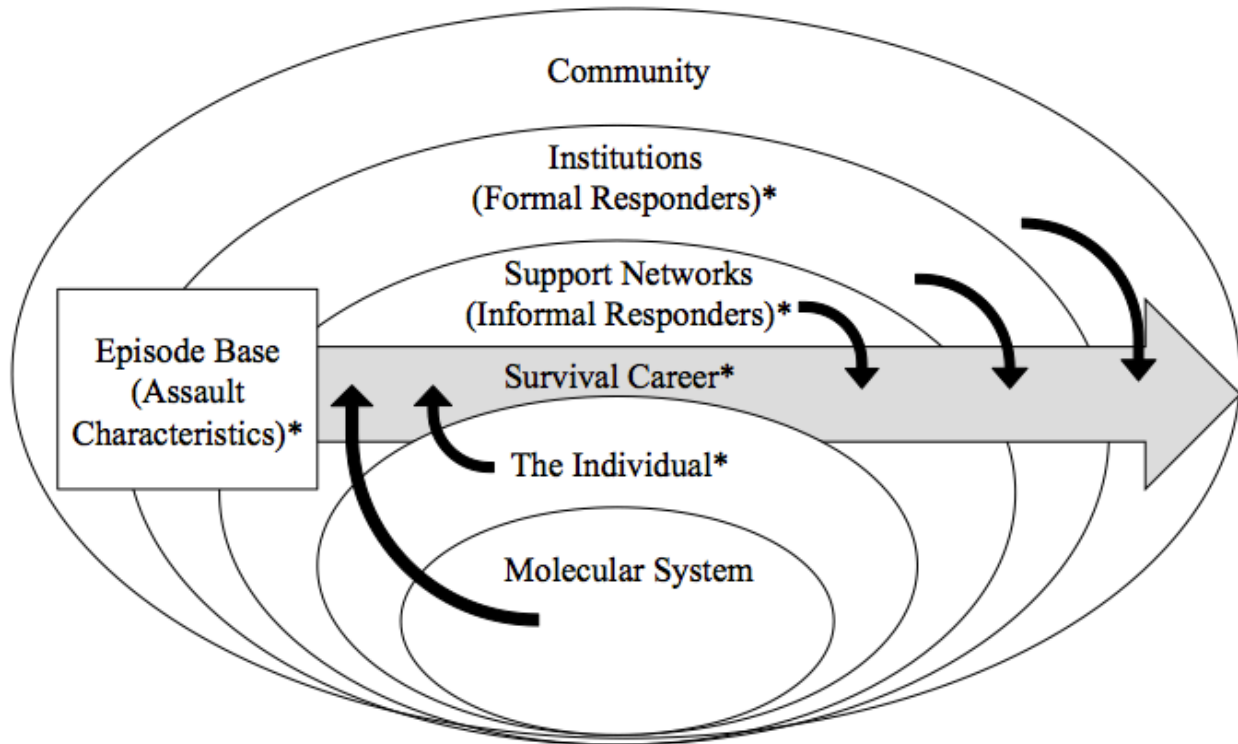 Community
Institutions
(Formal Responders)*
Support Networks
(Informal Responders)*
Episode Base
(Assault
Characteristics)*
Survival Career*
The Individual*
Molecular System